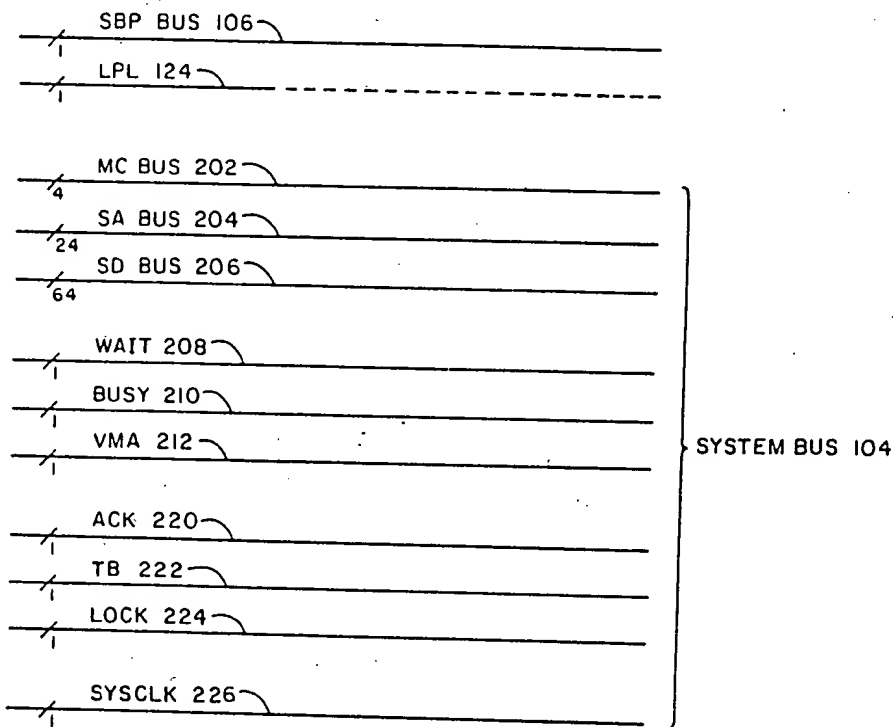 SBP BUS 106
1
LPL 124
1
MC BUS 202
4
SA BUS 204
24
SD BUS 206
64
WAIT 208
1
BUSY 210
1
VMA 212
1
SYSTEM BUS 104
ACK 220
1
TB 222
1
LOCK 224
1
SYSCLK 226
1